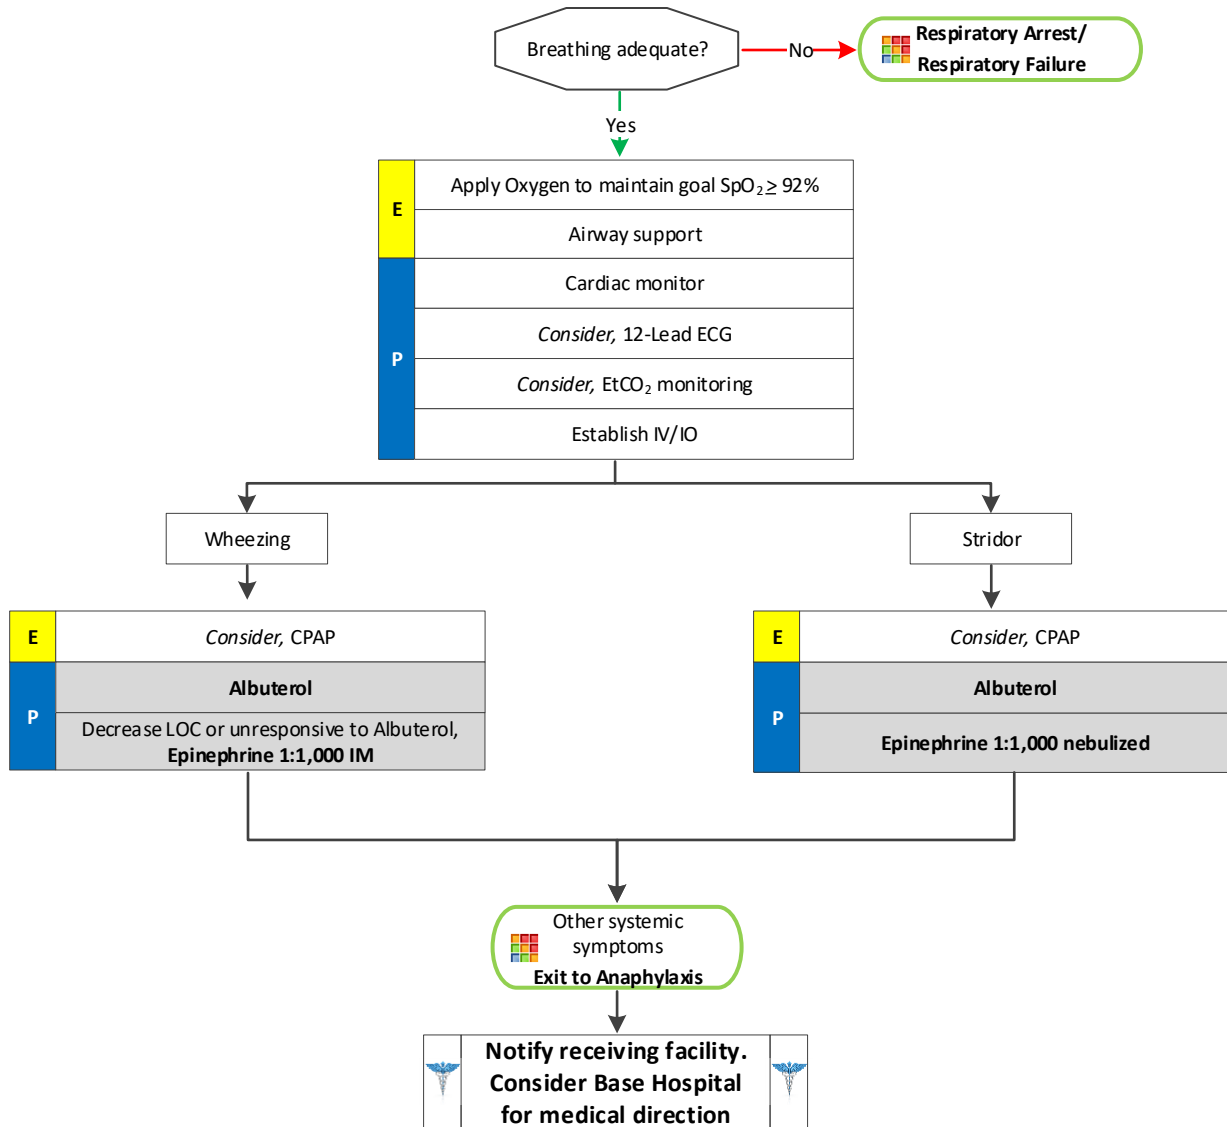 Breathing adequate?
No
Respiratory Arrest/
Respiratory Failure
Yes
E
Apply Oxygen to maintain goal SpO₂ ≥ 92%
Airway support
P
Cardiac monitor
Consider, 12-Lead ECG
Consider, EtCO₂ monitoring
Establish IV/IO
Wheezing
Stridor
E
Consider, CPAP
P
Albuterol
Decrease LOC or unresponsive to Albuterol,
Epinephrine 1:1,000 IM
E
Consider, CPAP
P
Albuterol
Epinephrine 1:1,000 nebulized
Other systemic
symptoms
Exit to Anaphylaxis
Notify receiving facility.
Consider Base Hospital
for medical direction